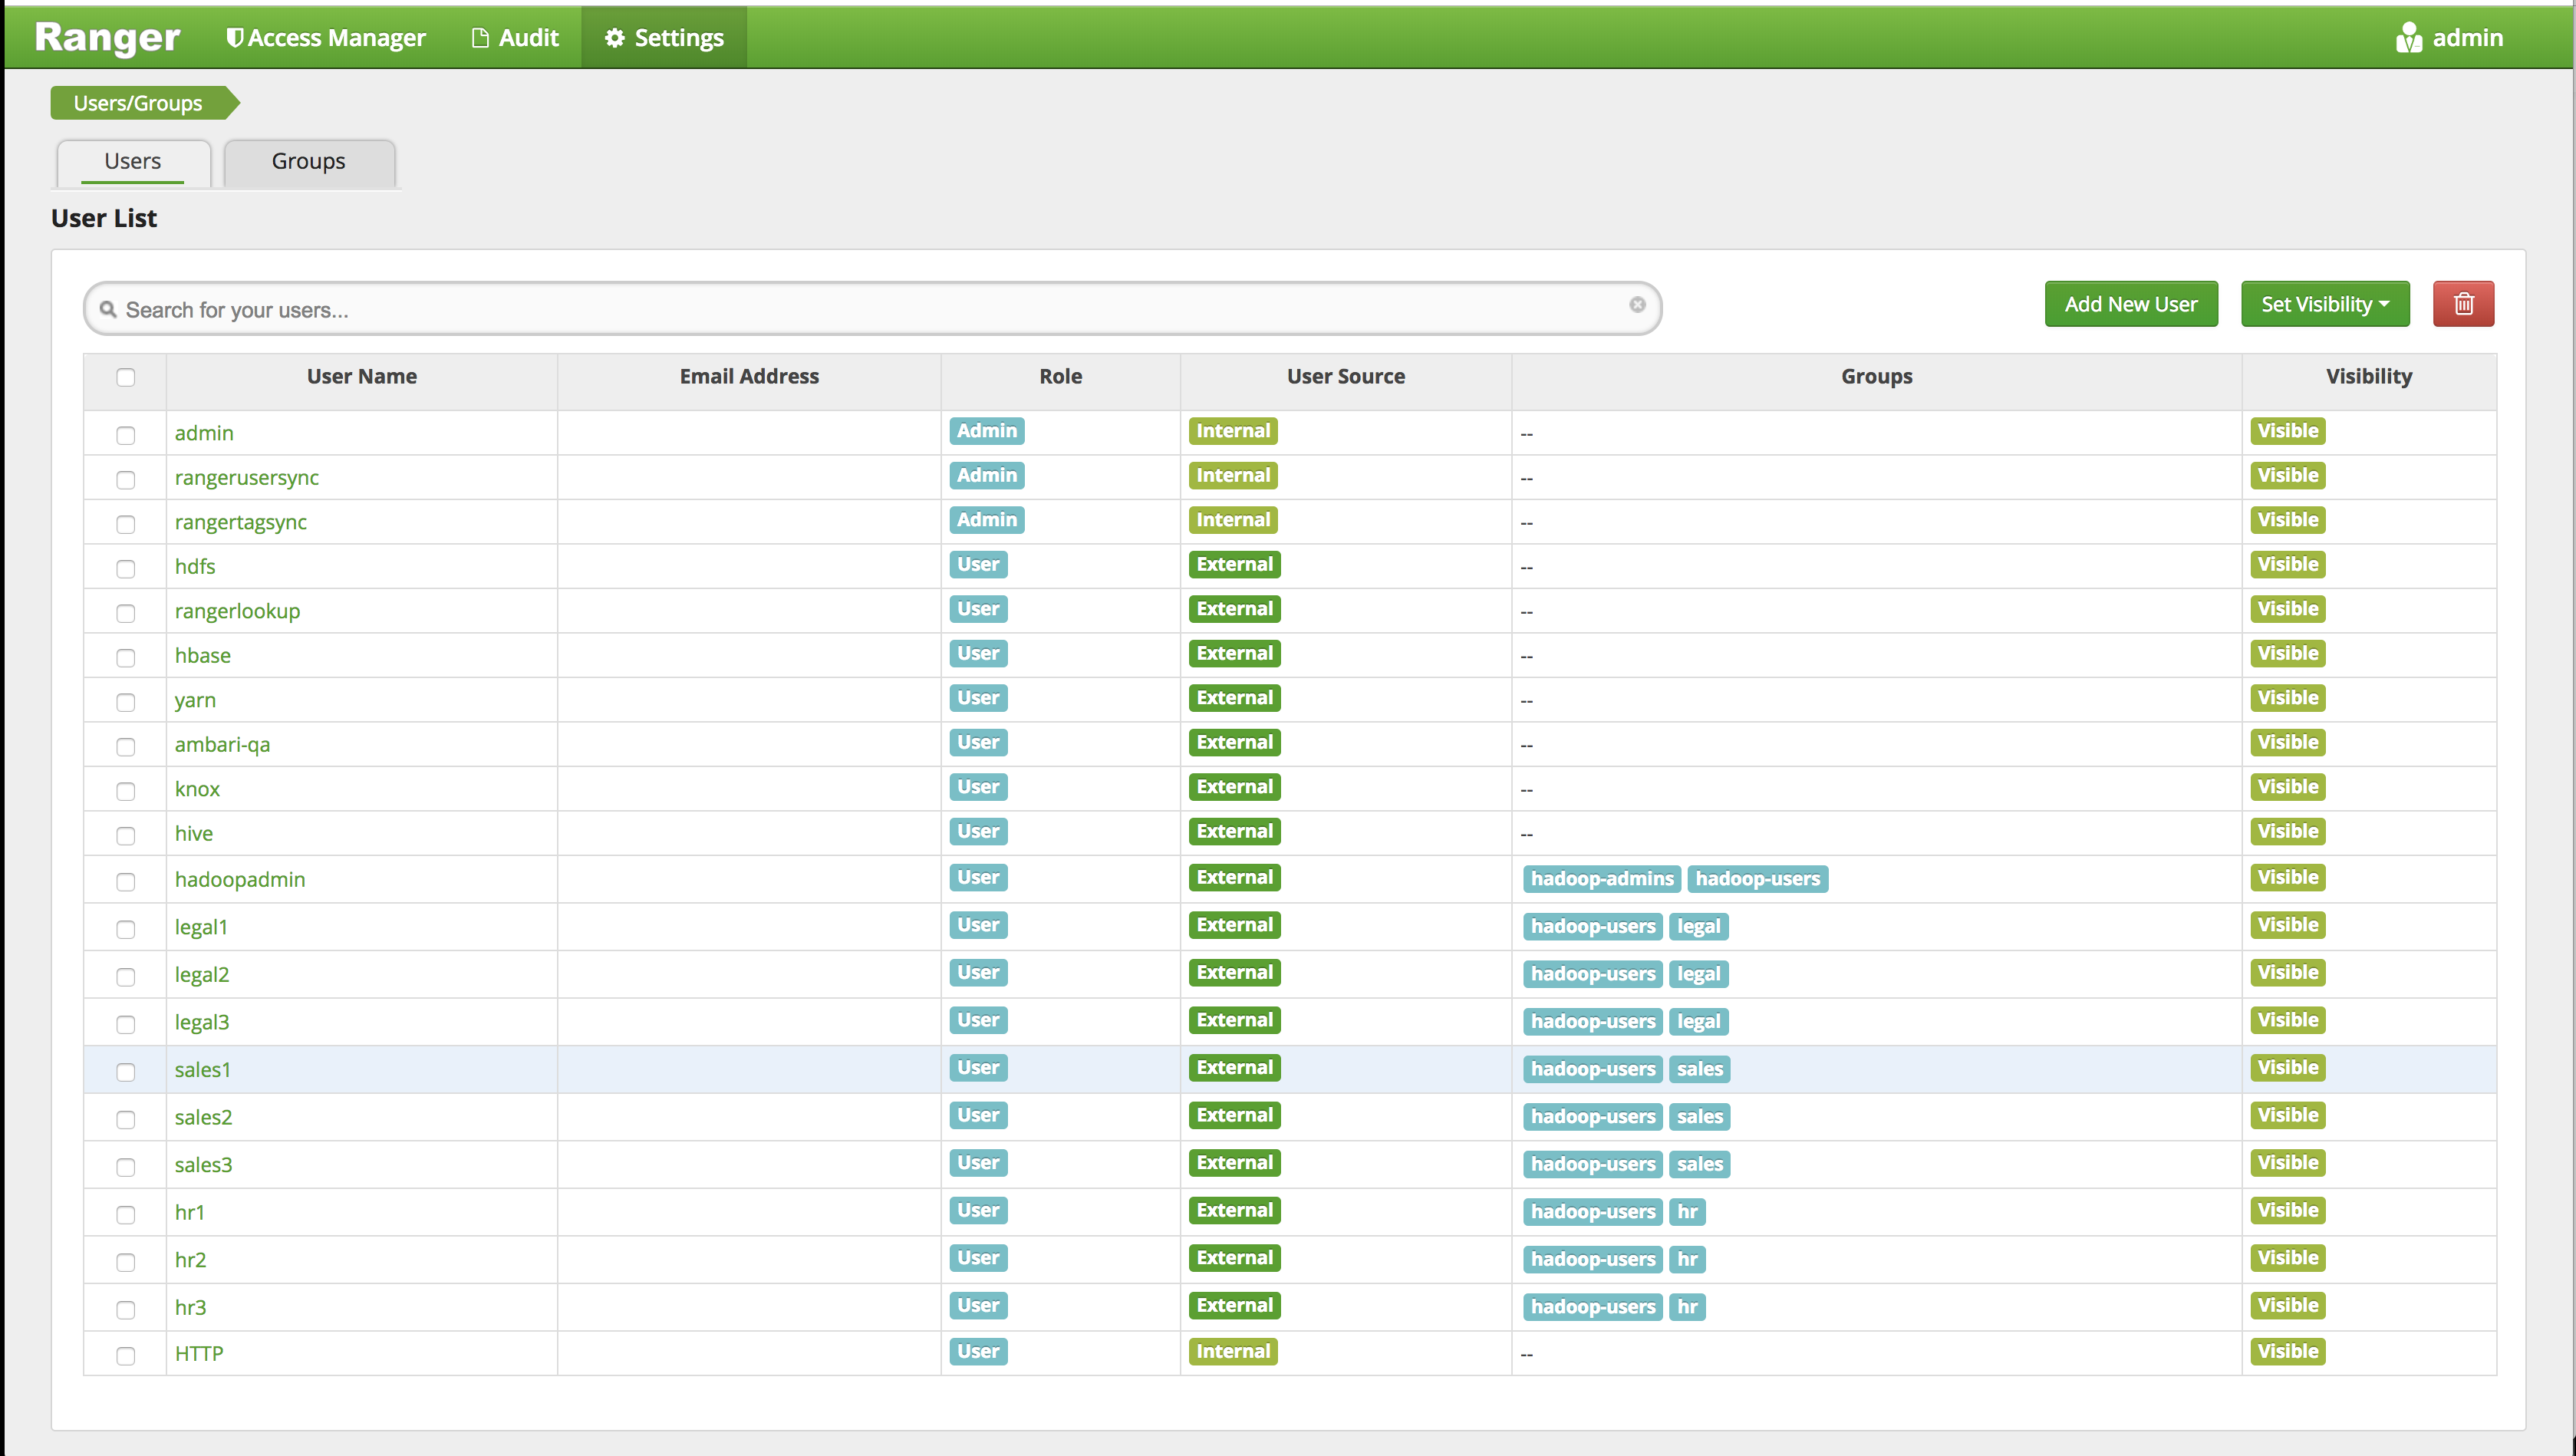 Ranger Access Manager Audit Settings admin
Users/Groups
Users Groups
User List
Search for your users... Add New User Set Visibility
User Name Email Address Role User Source Groups Visibility
admin Admin Internal -- Visible
rangerusersync Admin Internal -- Visible
rangertagsync Admin Internal -- Visible
hdfs User External -- Visible
rangerlookup User External -- Visible
hbase User External -- Visible
yarn User External -- Visible
ambari-qa User External -- Visible
knox User External -- Visible
hive User External -- Visible
hadoopadmin User External hadoop-admins hadoop-users Visible
legal1 User External hadoop-users legal Visible
legal2 User External hadoop-users legal Visible
legal3 User External hadoop-users legal Visible
sales1 User External hadoop-users sales Visible
sales2 User External hadoop-users sales Visible
sales3 User External hadoop-users sales Visible
hr1 User External hadoop-users hr Visible
hr2 User External hadoop-users hr Visible
hr3 User External hadoop-users hr Visible
HTTP User Internal -- Visible